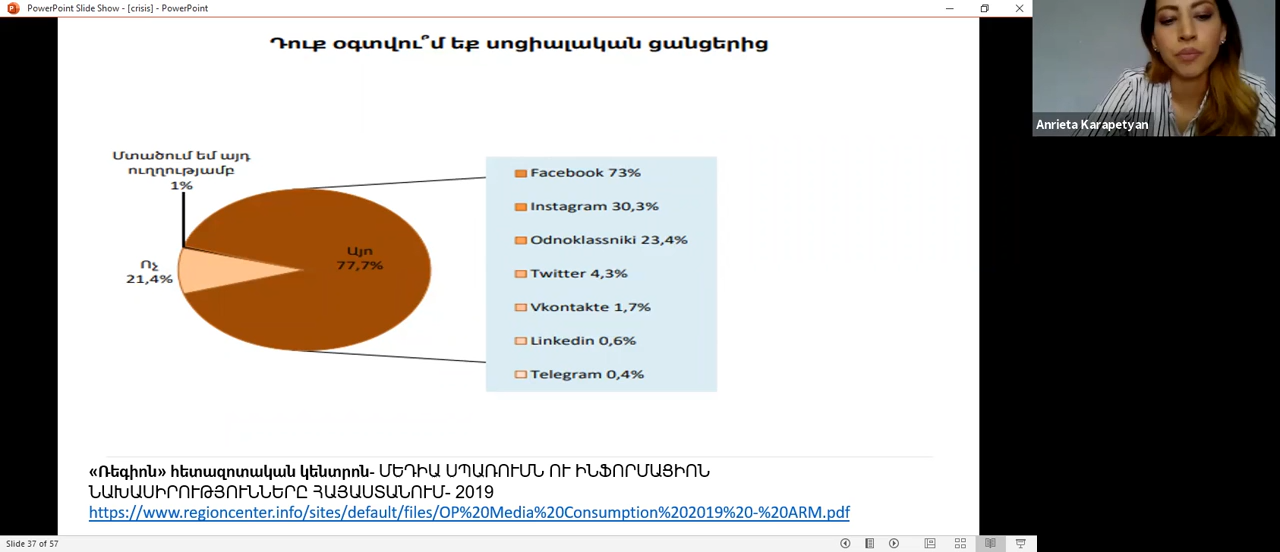 PowerPoint Slide Show - [crisis] - PowerPoint
Դուք օգտվու՞մ եք սոցիալական ցանցերից
Մտածում եմ այդ
ուղղությամբ
1%
Ոչ
21,4%
Այո
77,7%
Facebook 73%
Instagram 30,3%
Odnoklassniki 23,4%
Twitter 4,3%
Vkontakte 1,7%
Linkedin 0,6%
Telegram 0,4%
«Ռեգիոն» հետազոտական կենտրոն- ՄԵԴԻԱ ՍՊԱՌՈՒՄՆ ՈՒ ԻՆՖՈՐՄԱՑԻՈՆ
ՆԱԽԱՍԻՐՈՒԹՅՈՒՆՆԵՐԸ ՀԱՅԱՍՏԱՆՈՒՄ- 2019
https://www.regioncenter.info/sites/default/files/OP%20Media%20Consumption%202019%20-%20ARM.pdf
Slide 37 of 57
Anrieta Karapetyan